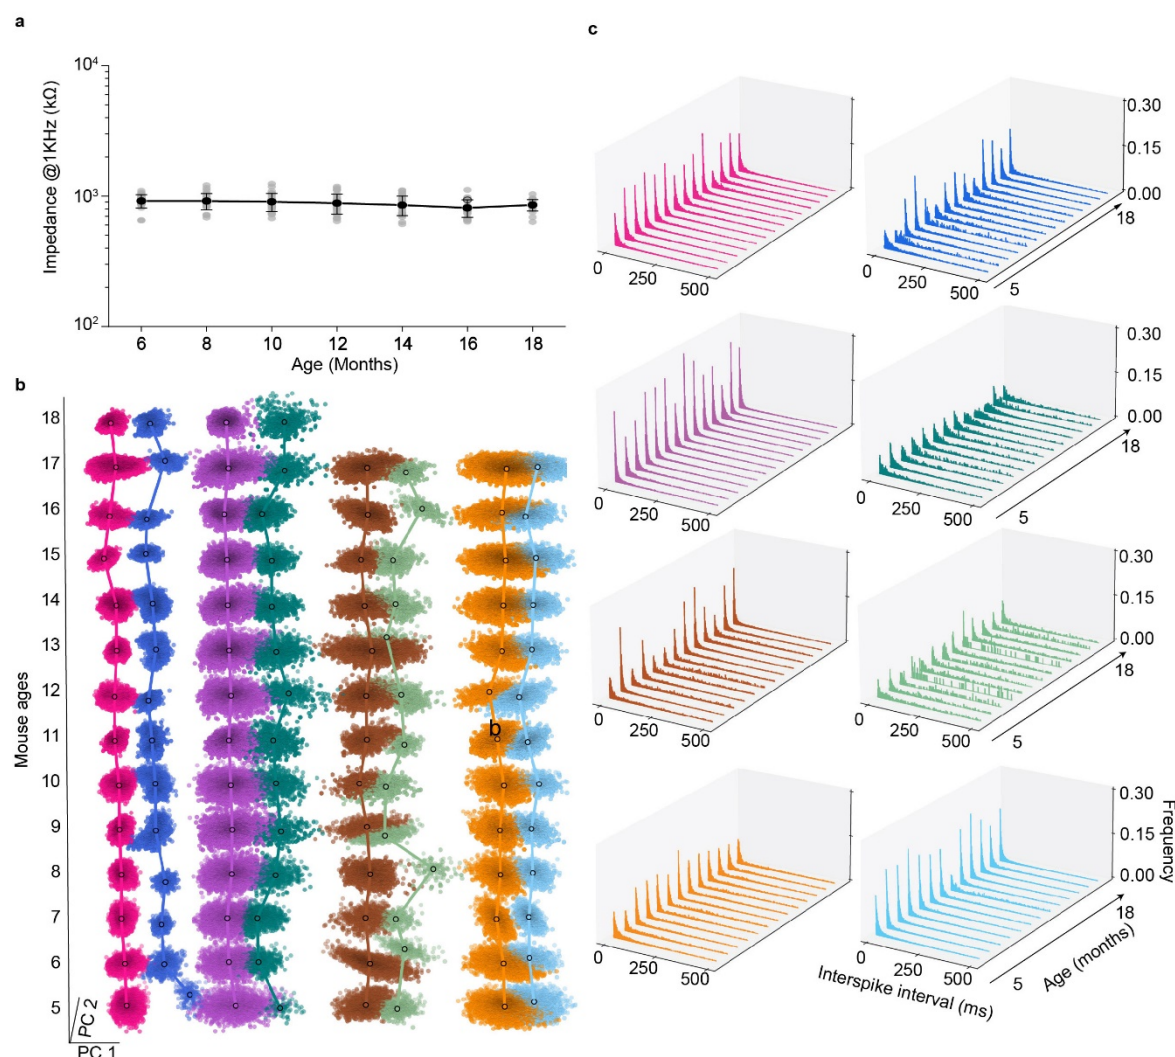 a
10⁴
10³
10²
Impedance @1KHz (kΩ)
6 8 10 12 14 16 18
Age (Months)
b
18
17
16
15
14
13
12
11
10
9
8
7
6
5
Mouse ages
b
PC 2
PC 1
c
0 250 500
0.30
0.15
0.00
18
5
0 250 500
0 250 500
0.30
0.15
0.00
18
5
0 250 500
0 250 500
0.30
0.15
0.00
18
5
0 250 500
0 250 500
0.30
0.15
0.00
Frequency
18
Age (months)
5
0 250 500
Interspike interval (ms)